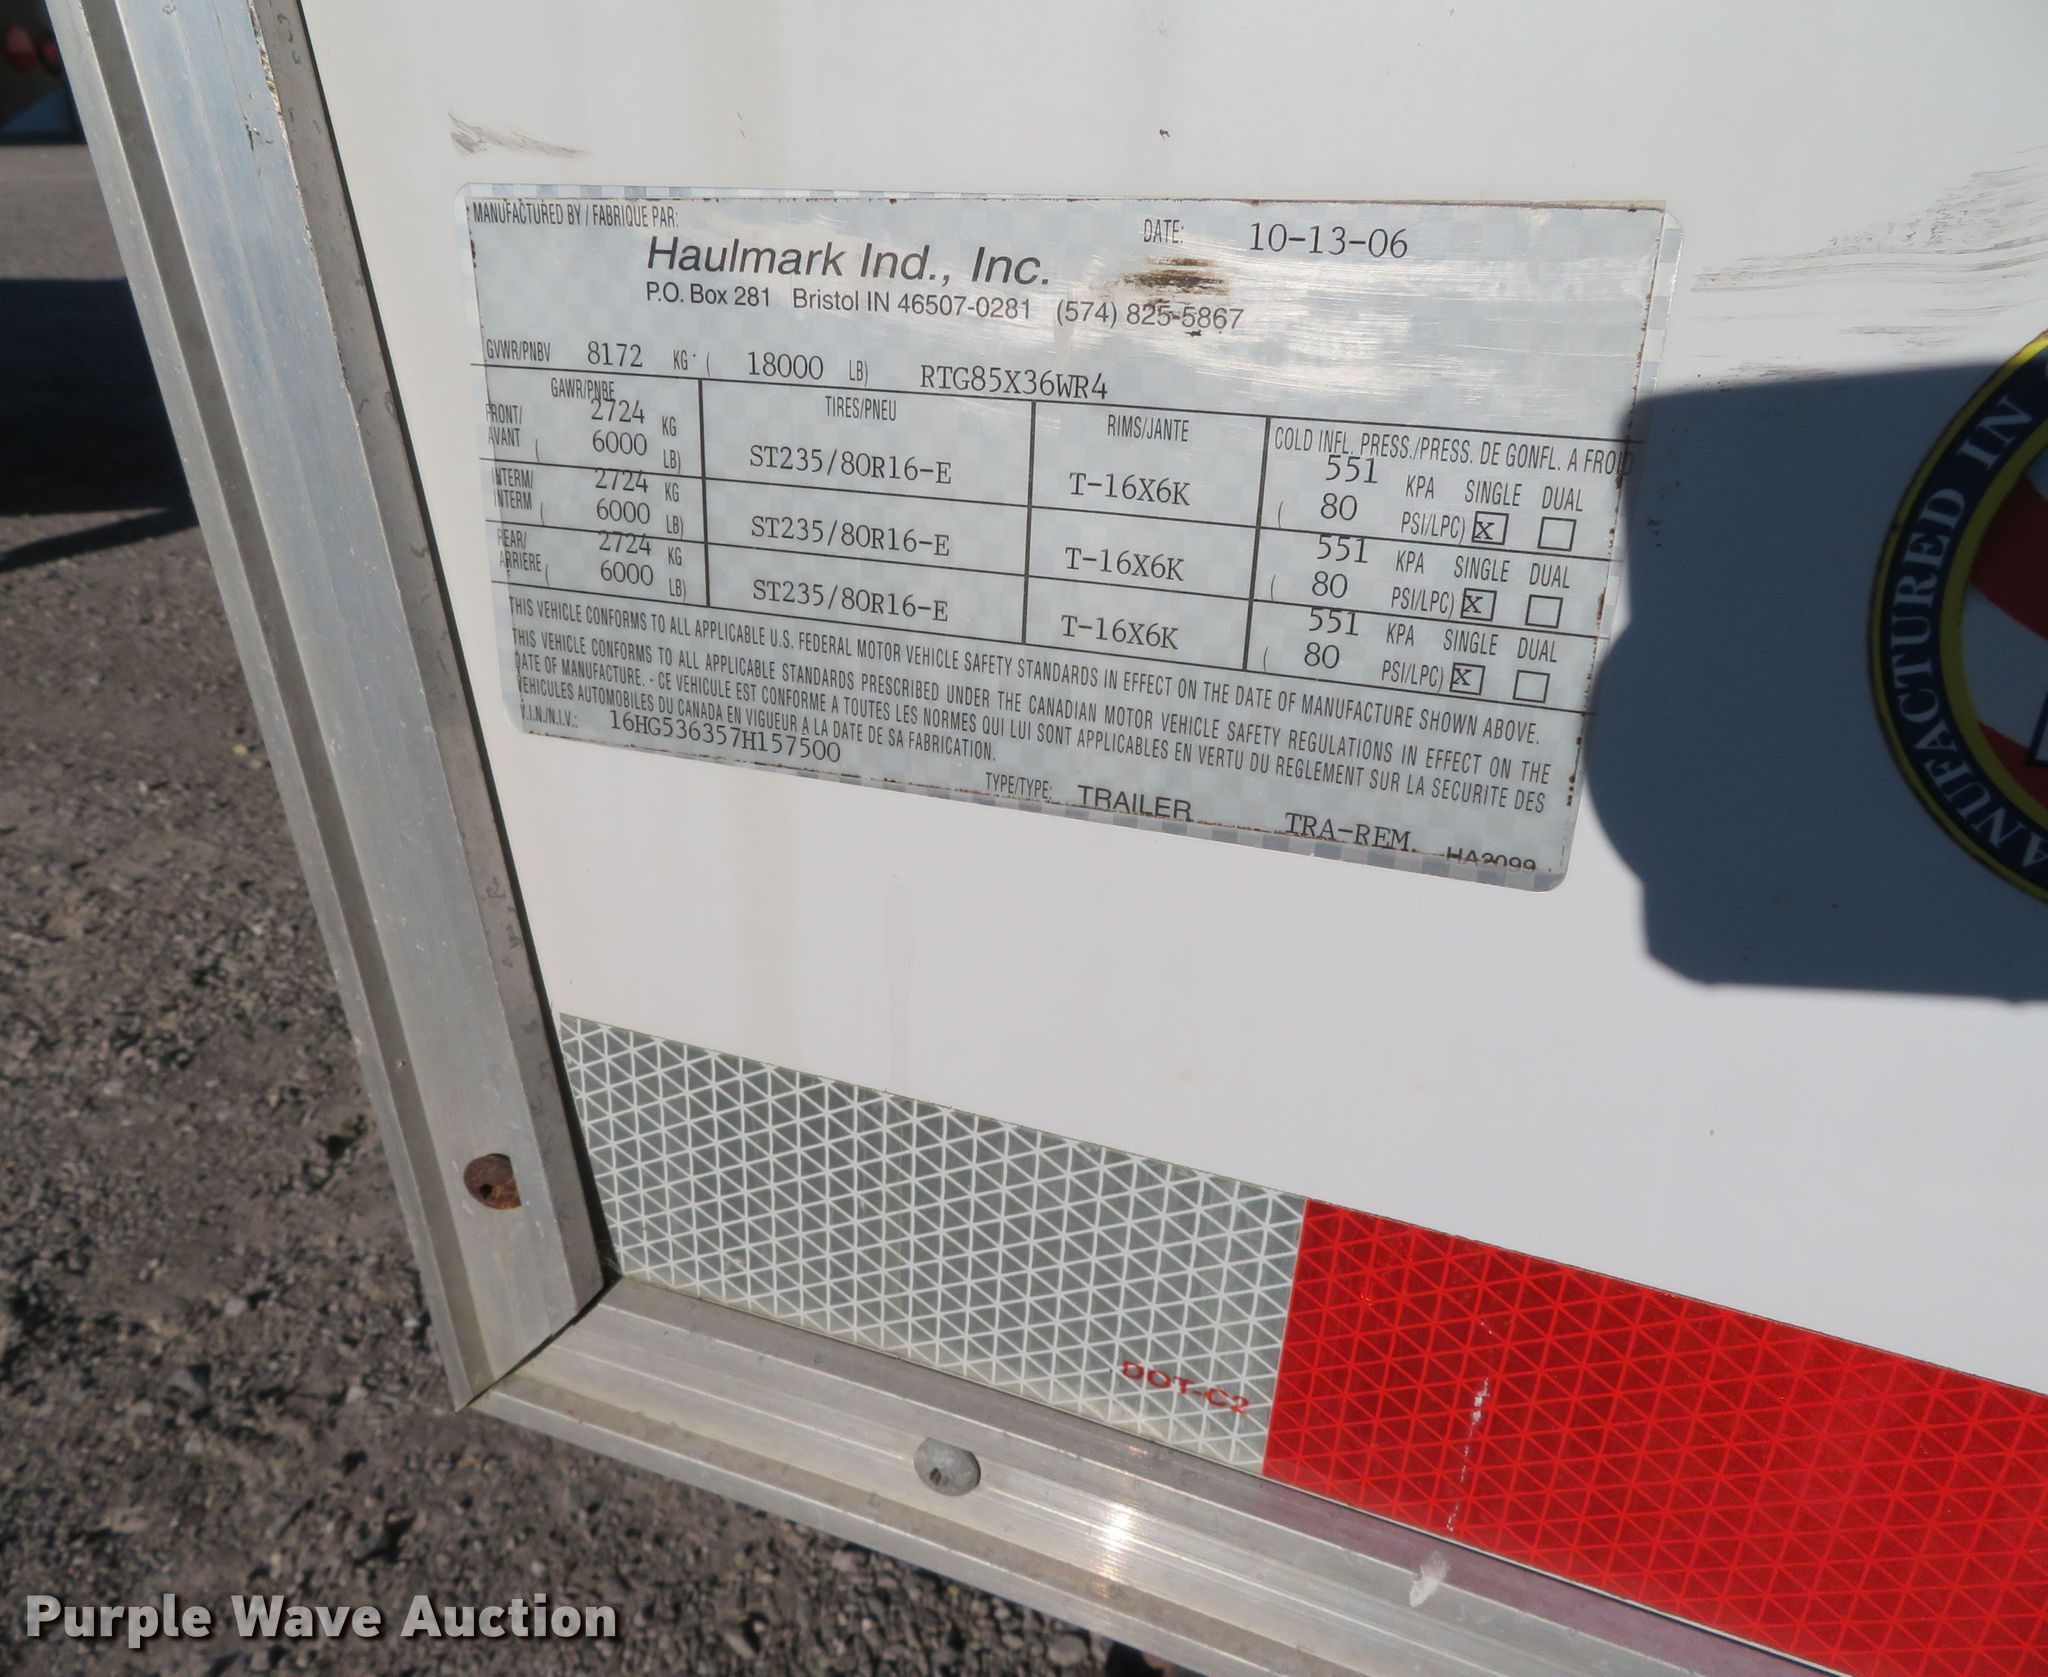 MANUFACTURED BY / FABRIQUE PAR: DATE: 10-13-06
Haulmark Ind., Inc.
P.O. Box 281 Bristol IN 46507-0281 (574) 825-5867
GVWR/PNBV 8172 KG ( 18000 LB) RTG85X36WR4
GAWR/PNBE TIRES/PNEU RIMS/JANTE COLD INFL. PRESS./PRESS. DE GONFL. A FROID
FRONT/ 2724 KG ST235/80R16-E T-16X6K 551 KPA SINGLE DUAL
AVANT ( 6000 LB) ( 80 PSI/LPC) X
INTERM/ 2724 KG ST235/80R16-E T-16X6K 551 KPA SINGLE DUAL
INTERM ( 6000 LB) ( 80 PSI/LPC) X
REAR/ 2724 KG ST235/80R16-E T-16X6K 551 KPA SINGLE DUAL
ARRIERE ( 6000 LB) ( 80 PSI/LPC) X
THIS VEHICLE CONFORMS TO ALL APPLICABLE U.S. FEDERAL MOTOR VEHICLE SAFETY STANDARDS IN EFFECT ON THE DATE OF MANUFACTURE SHOWN ABOVE.
THIS VEHICLE CONFORMS TO ALL APPLICABLE STANDARDS PRESCRIBED UNDER THE CANADIAN MOTOR VEHICLE SAFETY REGULATIONS IN EFFECT ON THE
DATE OF MANUFACTURE. - CE VEHICULE EST CONFORME A TOUTES LES NORMES QUI LUI SONT APPLICABLES EN VERTU DU REGLEMENT SUR LA SECURITE DES
VEHICULES AUTOMOBILES DU CANADA EN VIGUEUR A LA DATE DE SA FABRICATION.
V.I.N./N.I.V.: 16HG536357H157500
TYPE/TYPE: TRAILER TRA-REM. HA2099
MANUFACTURED IN
DOT-C2
Purple Wave Auction